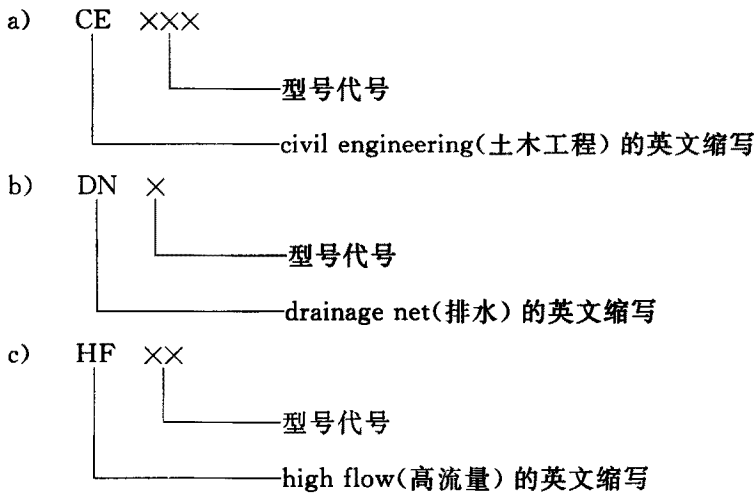 a) CE ×××
型号代号
civil engineering(土木工程)的英文缩写
b) DN ×
型号代号
drainage net(排水)的英文缩写
c) HF ××
型号代号
high flow(高流量)的英文缩写